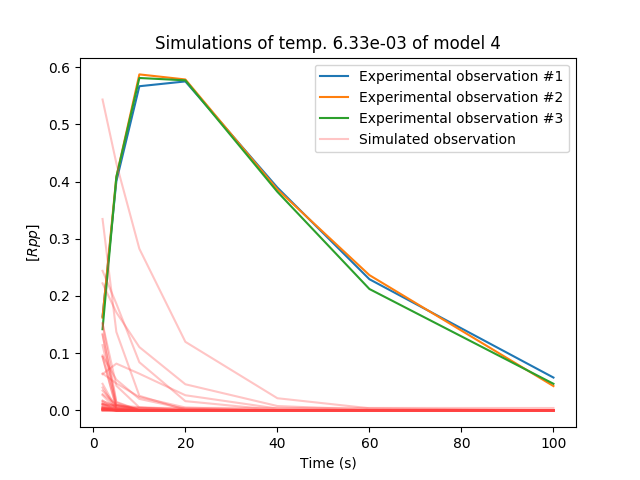 Simulations of temp. 6.33e-03 of model 4
Experimental observation #1
Experimental observation #2
Experimental observation #3
Simulated observation
[Rpp]
0.6
0.5
0.4
0.3
0.2
0.1
0.0
0 20 40 60 80 100
Time (s)